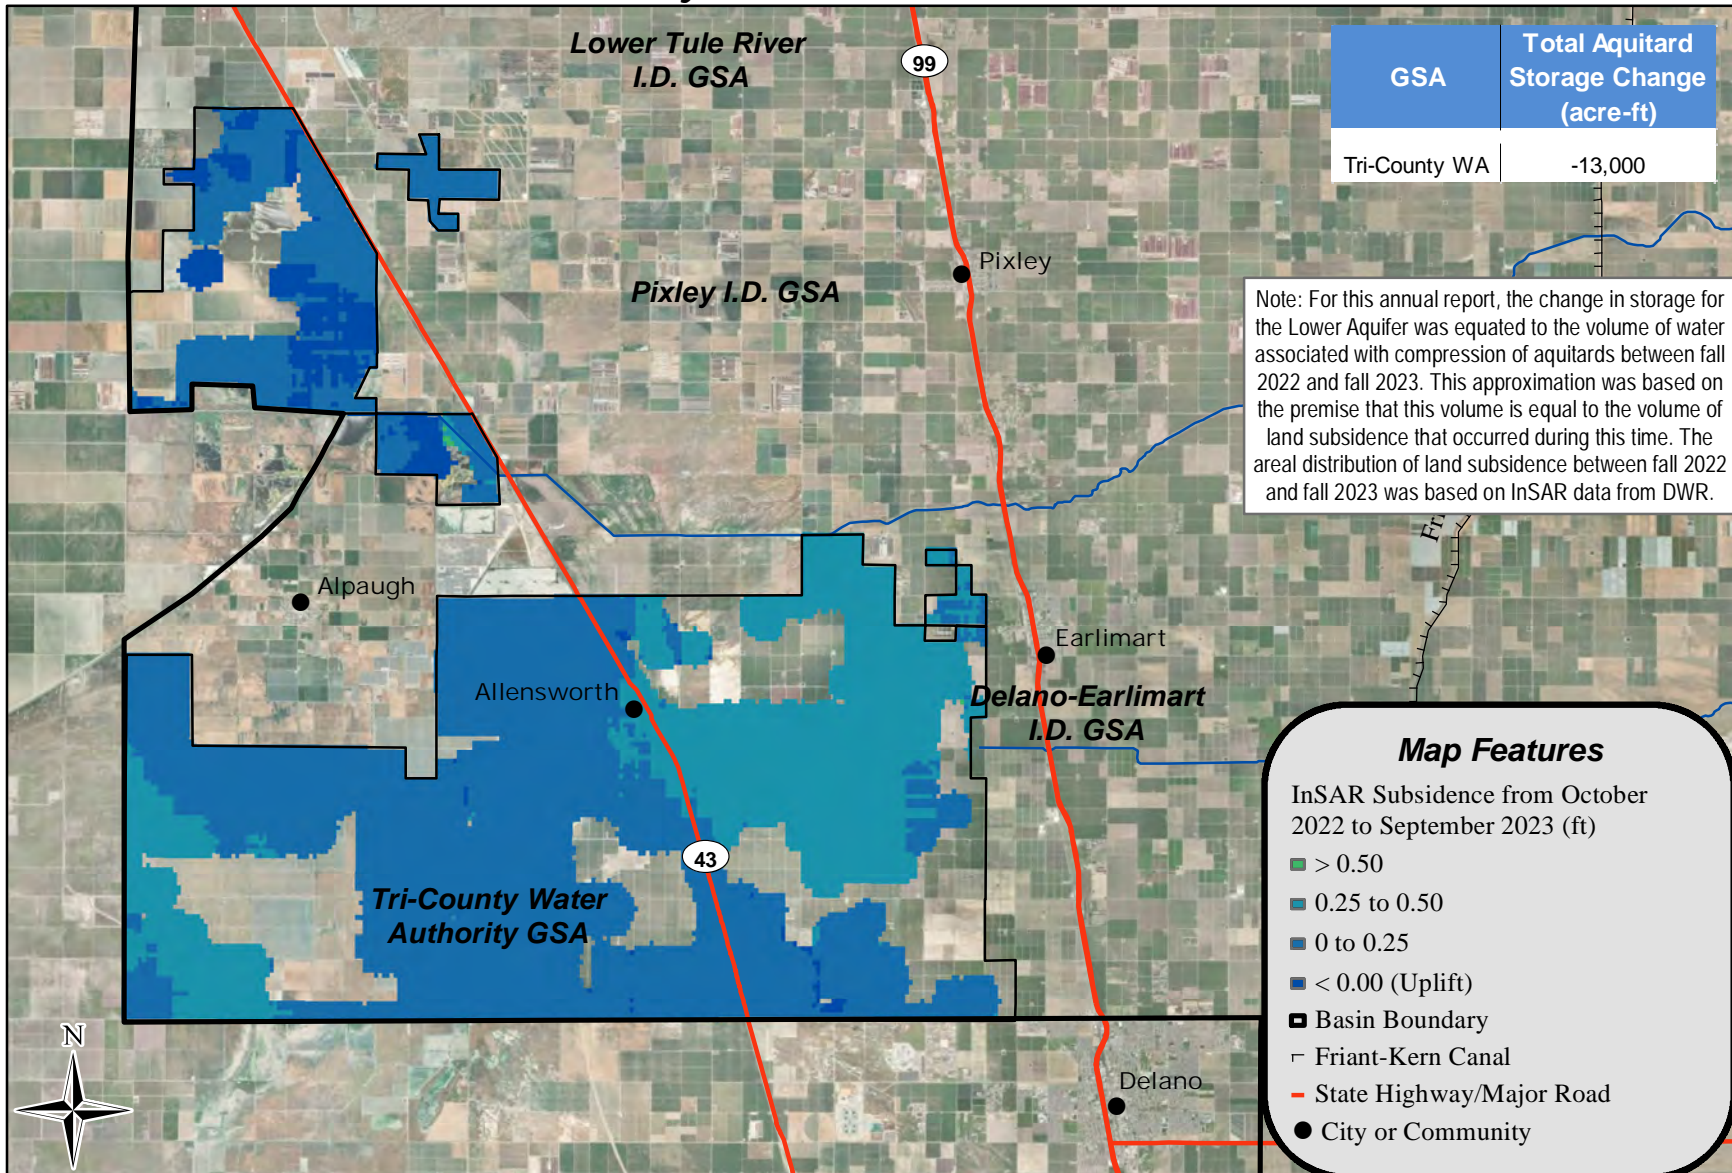 Lower Tule River
I.D. GSA
99
GSA
Total Aquitard
Storage Change
(acre-ft)
Tri-County WA
-13,000
Pixley
Pixley I.D. GSA
Note: For this annual report, the change in storage for
the Lower Aquifer was equated to the volume of water
associated with compression of aquitards between fall
2022 and fall 2023. This approximation was based on
the premise that this volume is equal to the volume of
land subsidence that occurred during this time. The
areal distribution of land subsidence between fall 2022
and fall 2023 was based on InSAR data from DWR.
Alpaugh
Earlimart
Allensworth
Delano-Earlimart
I.D. GSA
43
Tri-County Water
Authority GSA
Map Features
InSAR Subsidence from October
2022 to September 2023 (ft)
> 0.50
0.25 to 0.50
0 to 0.25
< 0.00 (Uplift)
Basin Boundary
Friant-Kern Canal
State Highway/Major Road
City or Community
N
Delano